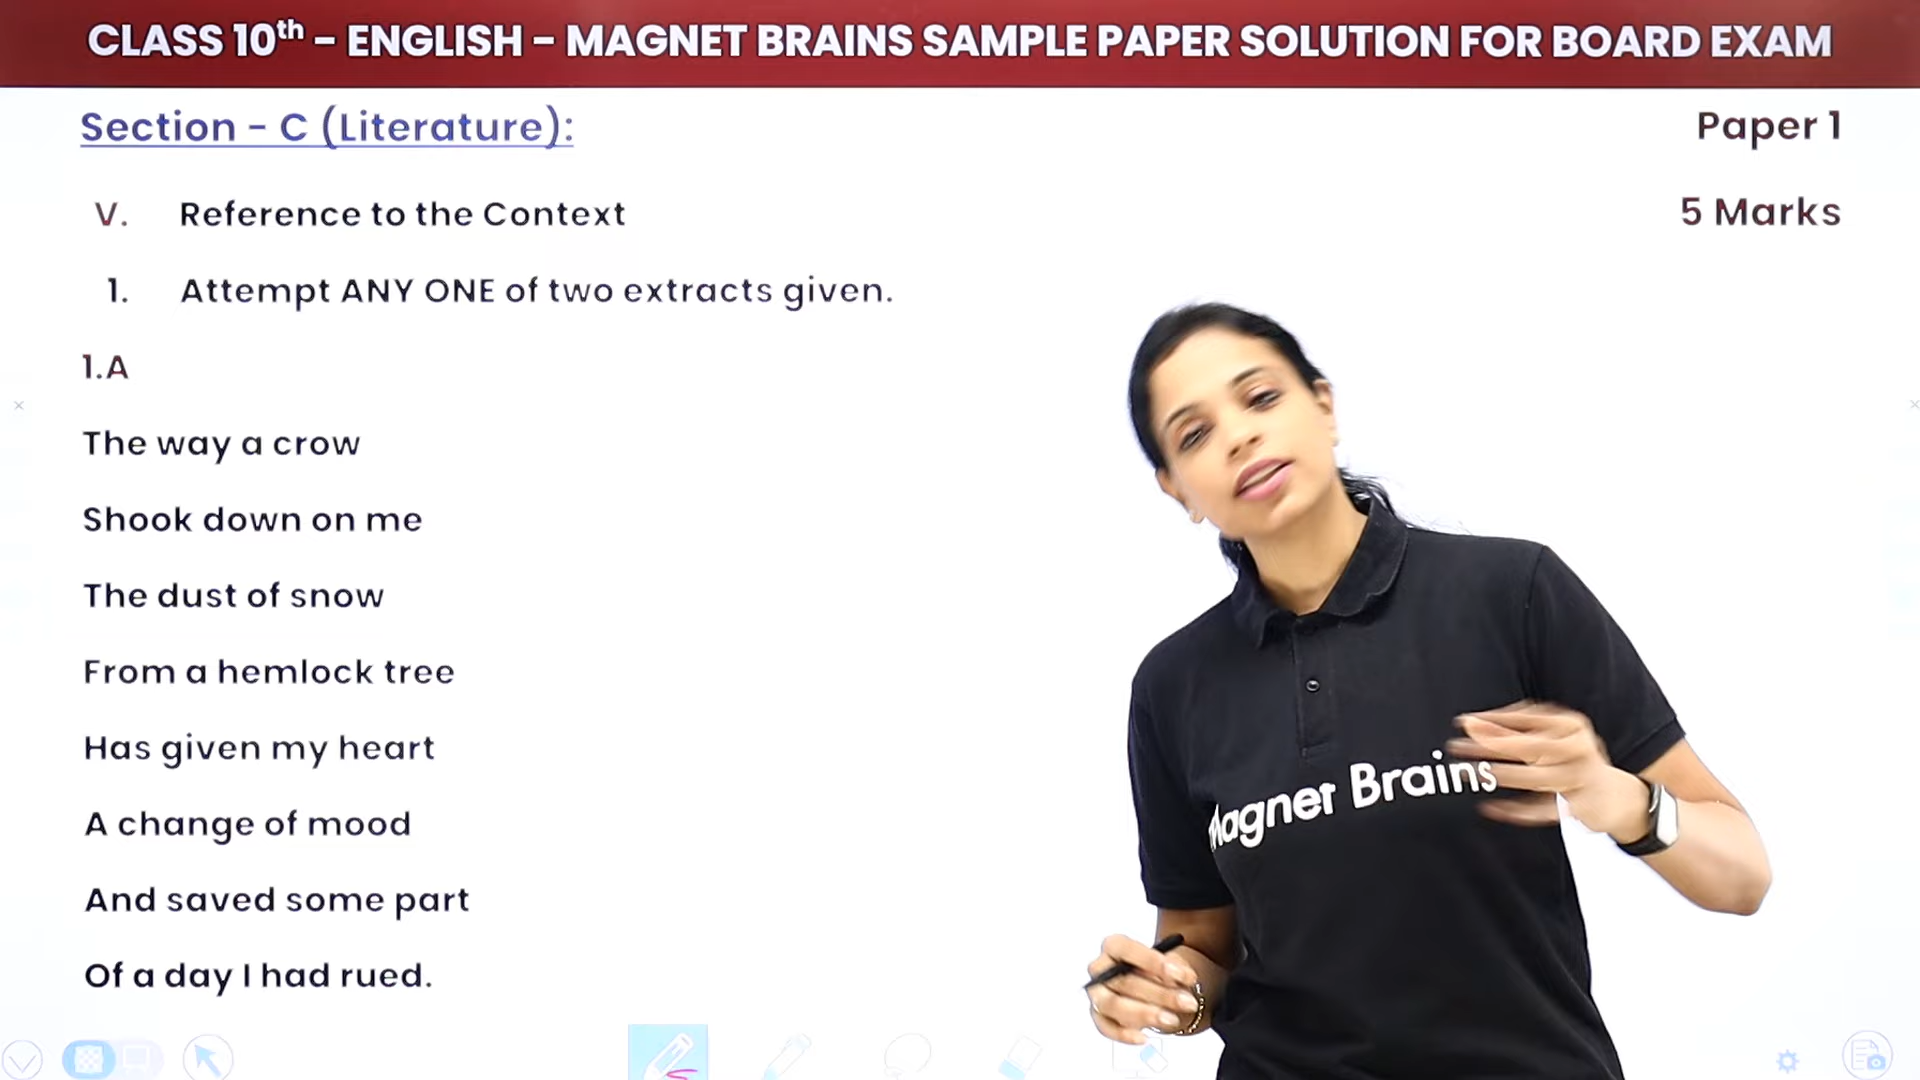 CLASS 10th - ENGLISH - MAGNET BRAINS SAMPLE PAPER SOLUTION FOR BOARD EXAM
Section - C (Literature):
Paper 1
V. Reference to the Context
5 Marks
1. Attempt ANY ONE of two extracts given.
1.A
The way a crow
Shook down on me
The dust of snow
From a hemlock tree
Has given my heart
A change of mood
And saved some part
Of a day I had rued.
Magnet Brains